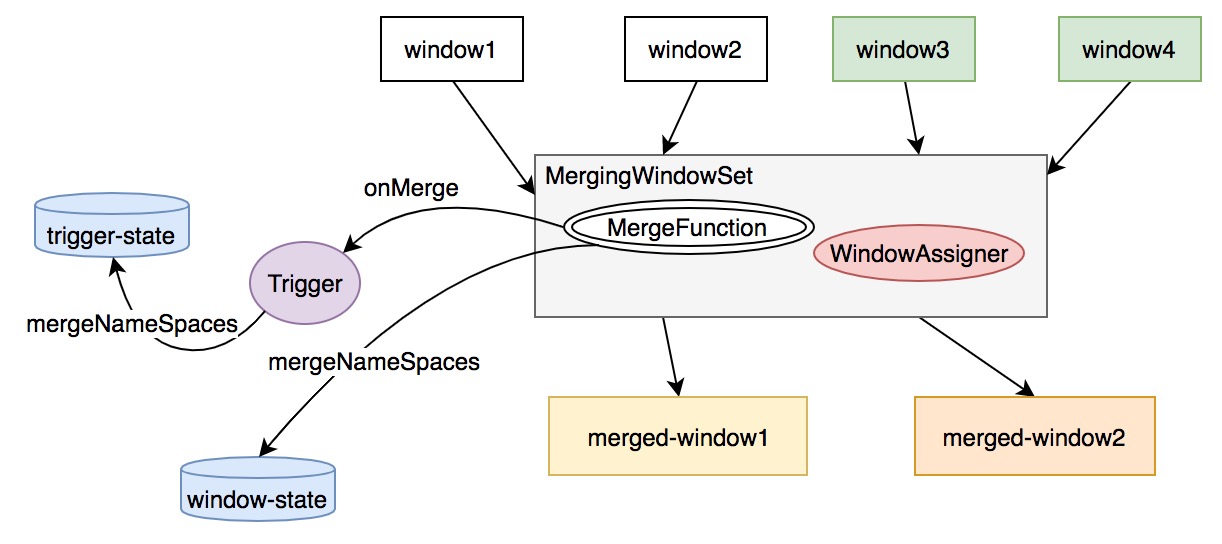 window1
window2
window3
window4
MergingWindowSet
onMerge
MergeFunction
trigger-state
WindowAssigner
Trigger
mergeNameSpaces
mergeNameSpaces
merged-window1
merged-window2
window-state